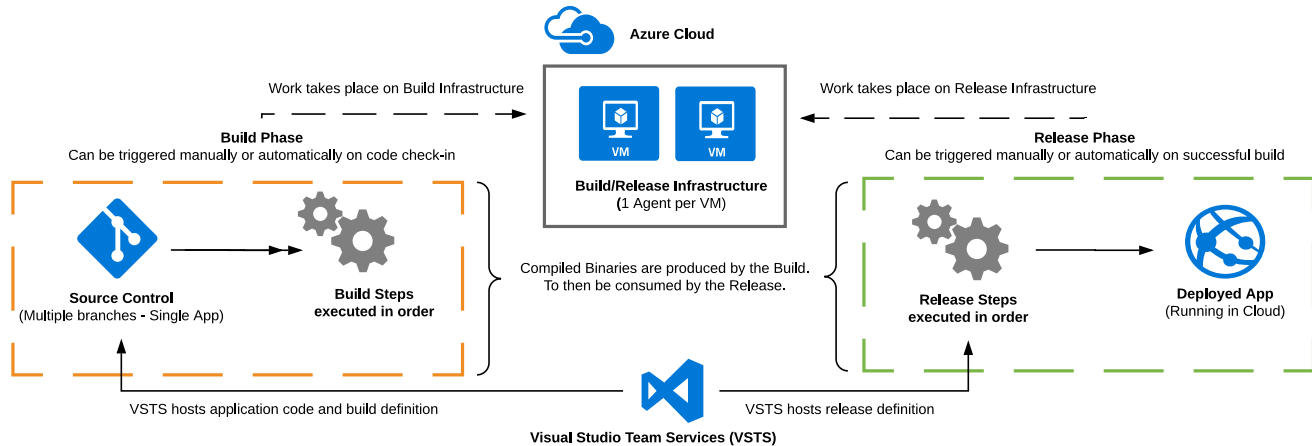 Azure Cloud
Work takes place on Build Infrastructure
Work takes place on Release Infrastructure
VM
VM
Build/Release Infrastructure
(1 Agent per VM)
Build Phase
Can be triggered manually or automatically on code check-in
Release Phase
Can be triggered manually or automatically on successful build
Source Control
(Multiple branches - Single App)
Build Steps
executed in order
Compiled Binaries are produced by the Build.
To then be consumed by the Release.
Release Steps
executed in order
Deployed App
(Running in Cloud)
VSTS hosts application code and build definition
VSTS hosts release definition
Visual Studio Team Services (VSTS)